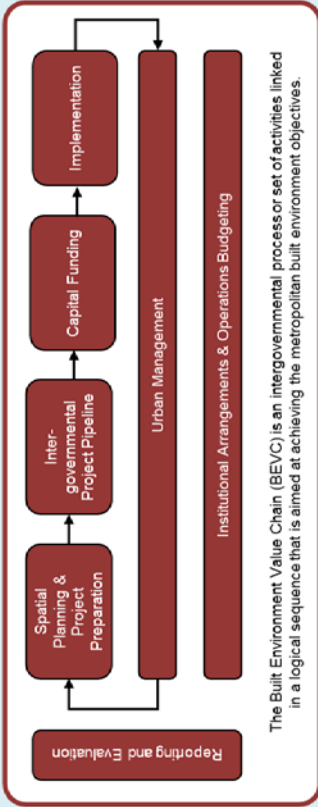 Reporting and Evaluation
Spatial
Planning &
Project
Preparation
Inter-
governmental
Project Pipeline
Capital Funding
Implementation
Urban Management
Institutional Arrangements & Operations Budgeting
The Built Environment Value Chain (BEVC) is an intergovernmental processor set of activities linked
in a logical sequence that is aimed at achieving the metropolitan built environment objectives.